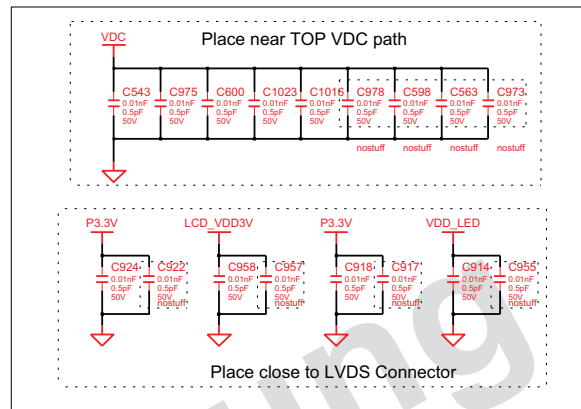 Place near TOP VDC path
VDC
C543 C975 C600 C1023 C1016 C978 C598 C563 C973
0.01nF 0.01nF 0.01nF 0.01nF 0.01nF 0.01nF 0.01nF 0.01nF 0.01nF
0.5pF 0.5pF 0.5pF 0.5pF 0.5pF 0.5pF 0.5pF 0.5pF 0.5pF
50V 50V 50V 50V 50V 50V 50V 50V 50V
nostuff nostuff nostuff nostuff
P3.3V LCD_VDD3V P3.3V VDD_LED
C924 C922 C958 C957 C918 C917 C914 C955
0.01nF 0.01nF 0.01nF 0.01nF 0.01nF 0.01nF 0.01nF 0.01nF
0.5pF 0.5pF 0.5pF 0.5pF 0.5pF 0.5pF 0.5pF 0.5pF
50V 50V 50V 50V 50V 50V 50V 50V
nostuff nostuff nostuff nostuff
Place close to LVDS Connector
ung